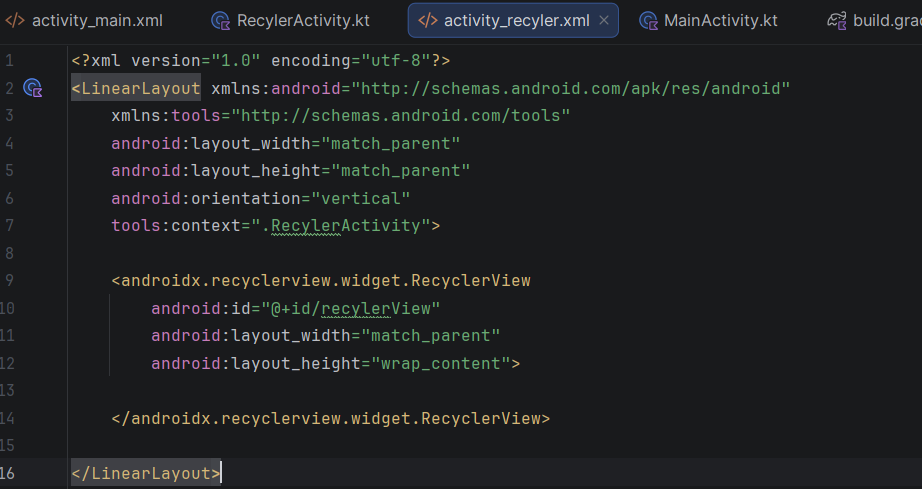 activity_main.xml RecylerActivity.kt activity_recyler.xml MainActivity.kt
1 <?xml version="1.0" encoding="utf-8"?>
2 <LinearLayout xmlns:android="http://schemas.android.com/apk/res/android"
3 xmlns:tools="http://schemas.android.com/tools"
4 android:layout_width="match_parent"
5 android:layout_height="match_parent"
6 android:orientation="vertical"
7 tools:context=".RecylerActivity">
8
9 <androidx.recyclerview.widget.RecyclerView
10 android:id="@+id/recylerView"
11 android:layout_width="match_parent"
12 android:layout_height="wrap_content">
13
14 </androidx.recyclerview.widget.RecyclerView>
15
16 </LinearLayout>